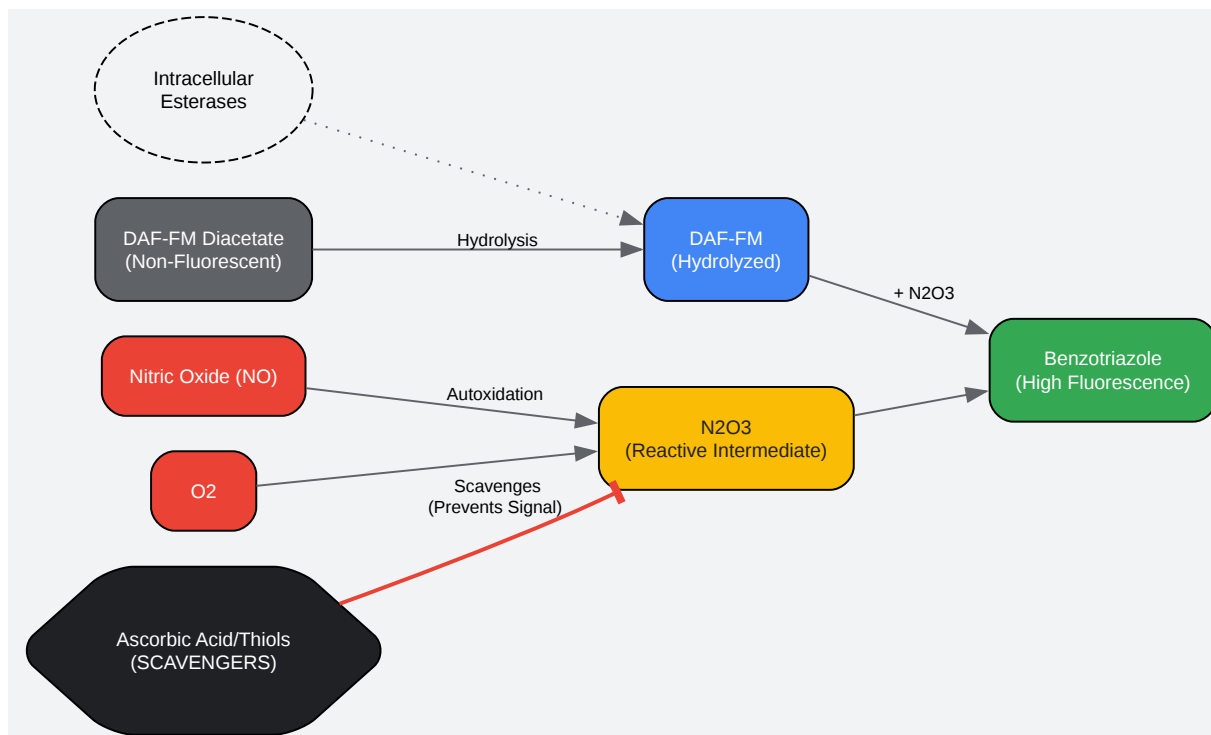 Intracellular
Esterases
DAF-FM Diacetate
(Non-Fluorescent)
Hydrolysis
DAF-FM
(Hydrolyzed)
+ N2O3
Nitric Oxide (NO)
Autoxidation
Benzotriazole
(High Fluorescence)
N2O3
(Reactive Intermediate)
O2
Scavenges
(Prevents Signal)
Ascorbic Acid/Thiols
(SCAVENGERS)